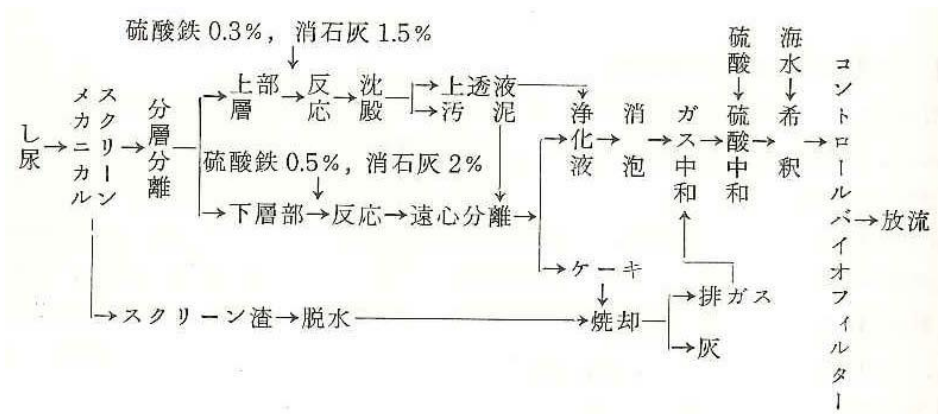 硫酸鉄 0.3%，消石灰 1.5%
し尿
メカニカル
スクリーン
分層分離
上部層
反応
沈殿
上透液
汚泥
硫酸鉄 0.5%，消石灰 2%
下層部
反応
遠心分離
浄化液
消泡
ガス中和
硫酸
硫酸中和
海水
希釈
コントロールバイオフィルター
放流
ケーキ
スクリーン渣
脱水
焼却
排ガス
灰